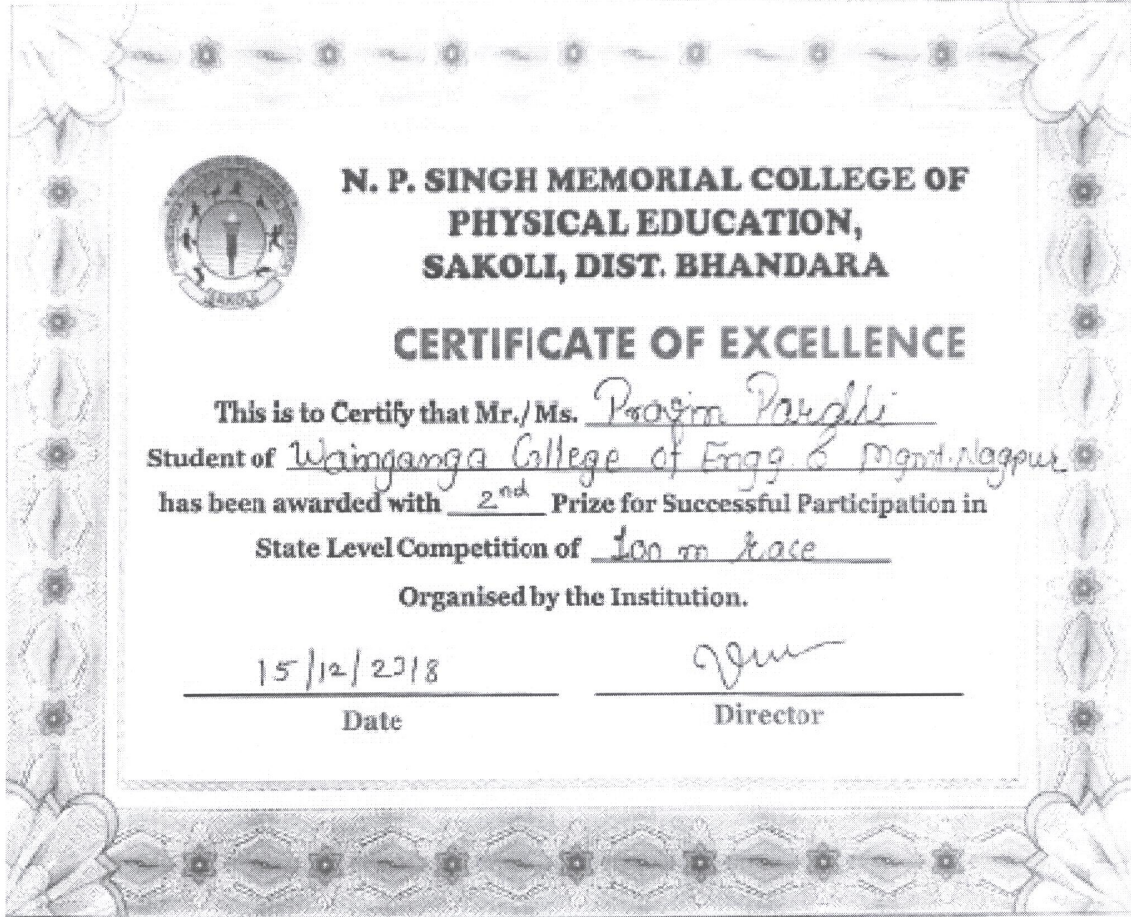 SAKOLI
N. P. SINGH MEMORIAL COLLEGE OF
PHYSICAL EDUCATION,
SAKOLI, DIST. BHANDARA
CERTIFICATE OF EXCELLENCE
This is to Certify that Mr./Ms. Pragin Pardhi
Student of Wainganga College of Engg & Mgmt. Nagpur
has been awarded with 2nd Prize for Successful Participation in
State Level Competition of 100 m race
Organised by the Institution.
15/12/2018
Date Director